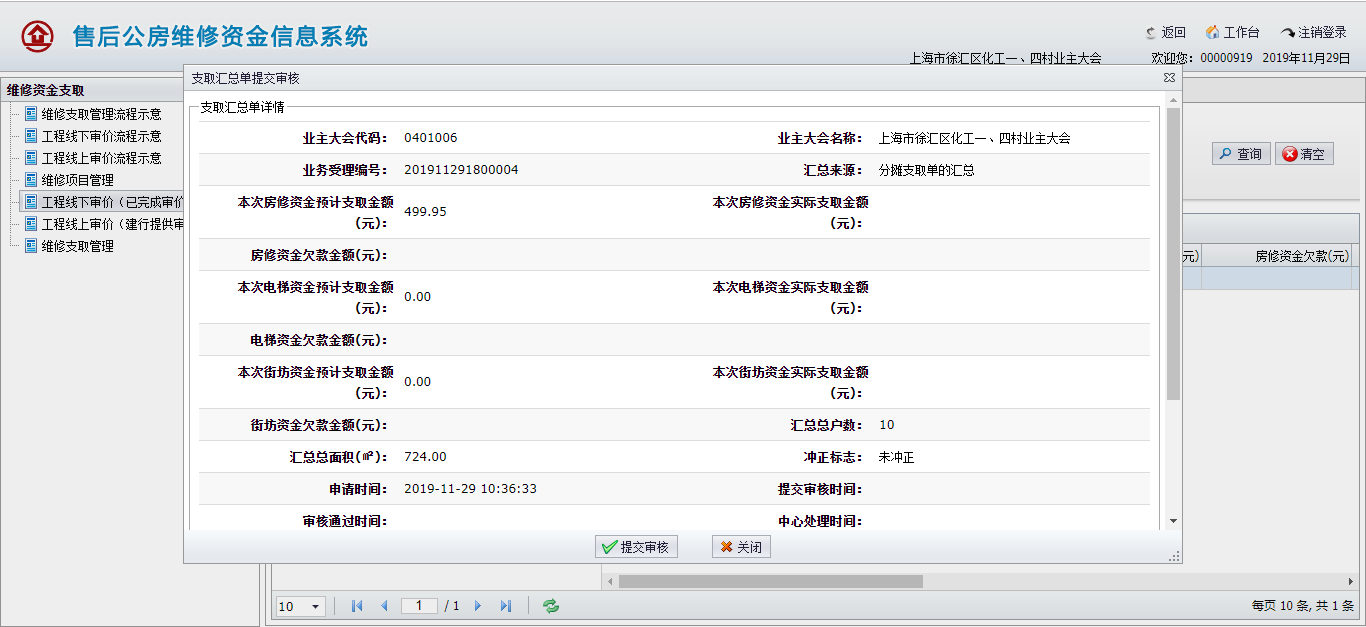 售后公房维修资金信息系统
返回 工作台 注销登录
上海市徐汇区化工一、四村业主大会 欢迎您：00000919 2019年11月29日
维修资金支取
维修支取管理流程示意
工程线下审价流程示意
工程线上审价流程示意
维修项目管理
工程线下审价（已完成审价
工程线上审价（建行提供审
维修支取管理
支取汇总单提交审核
支取汇总单详情
业主大会代码： 0401006 业主大会名称： 上海市徐汇区化工一、四村业主大会
业务受理编号： 201911291800004 汇总来源： 分摊支取单的汇总
本次房修资金预计支取金额(元)： 499.95 本次房修资金实际支取金额(元)：
房修资金欠款金额(元)：
本次电梯资金预计支取金额(元)： 0.00 本次电梯资金实际支取金额(元)：
电梯资金欠款金额(元)：
本次街坊资金预计支取金额(元)： 0.00 本次街坊资金实际支取金额(元)：
街坊资金欠款金额(元)： 汇总总户数： 10
汇总总面积(㎡)： 724.00 冲正标志： 未冲正
申请时间： 2019-11-29 10:36:33 提交审核时间：
审核通过时间： 中心处理时间：
提交审核 关闭
查询 清空
元) 房修资金欠款(元)
10 1 / 1 每页 10 条, 共 1 条